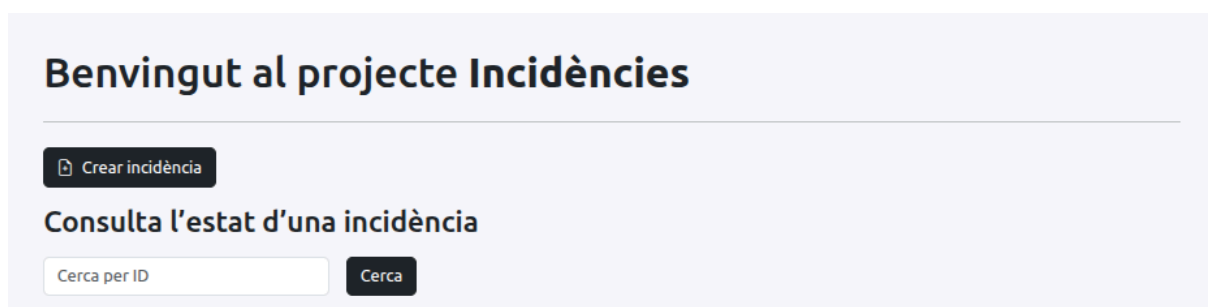 Benvingut al projecte Incidències
Crear incidència
Consulta l’estat d’una incidència
Cerca per ID
Cerca